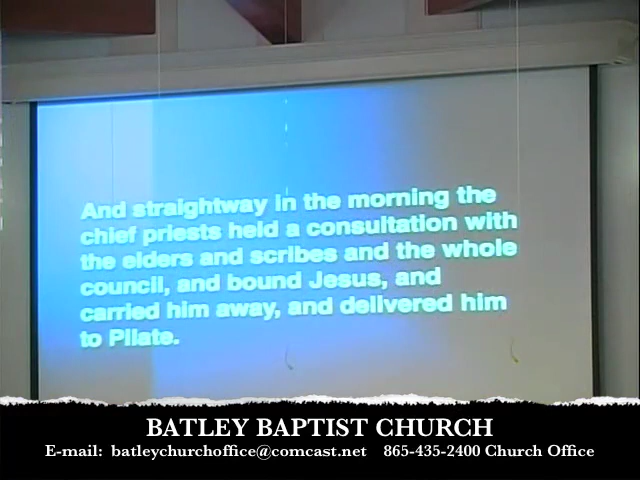 And straightway in the morning the
chief priests held a consultation with
the elders and scribes and the whole
council, and bound Jesus, and
carried him away, and delivered him
to Pilate.
BATLEY BAPTIST CHURCH
E-mail: batleychurchoffice@comcast.net 865-435-2400 Church Office